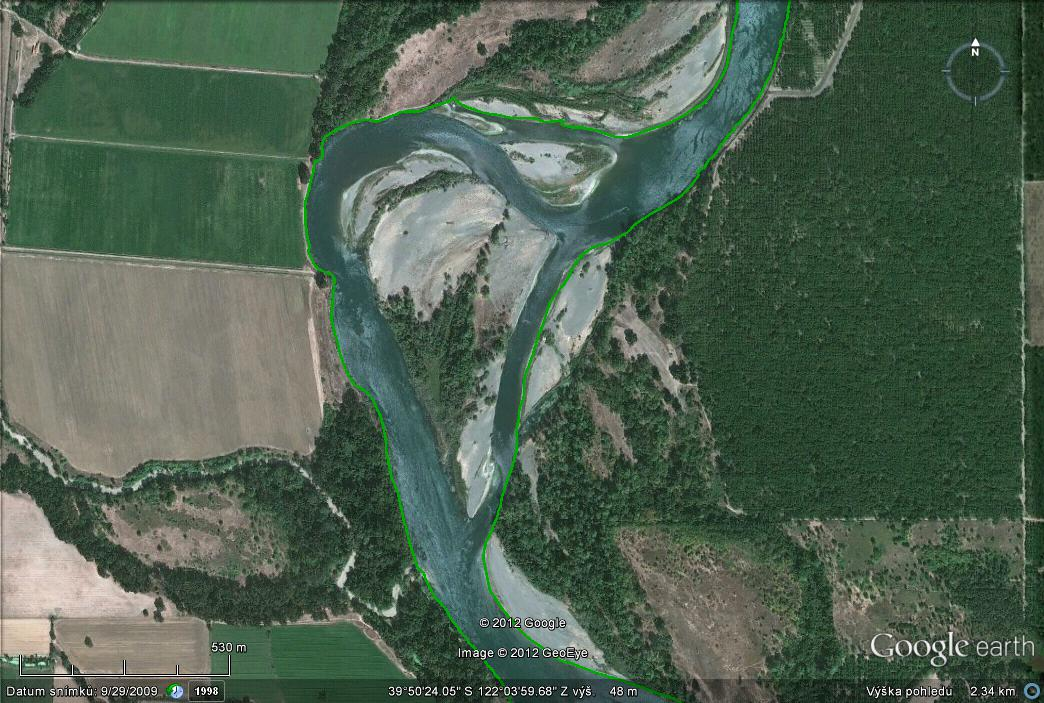 N
© 2012 Google
530 m
Image © 2012 GeoEye
Google earth
Datum snímků: 9/29/2009 1998 39°50'24.05" S 122°03'59.68" Z výš. 48 m Výška pohledu 2.34 km